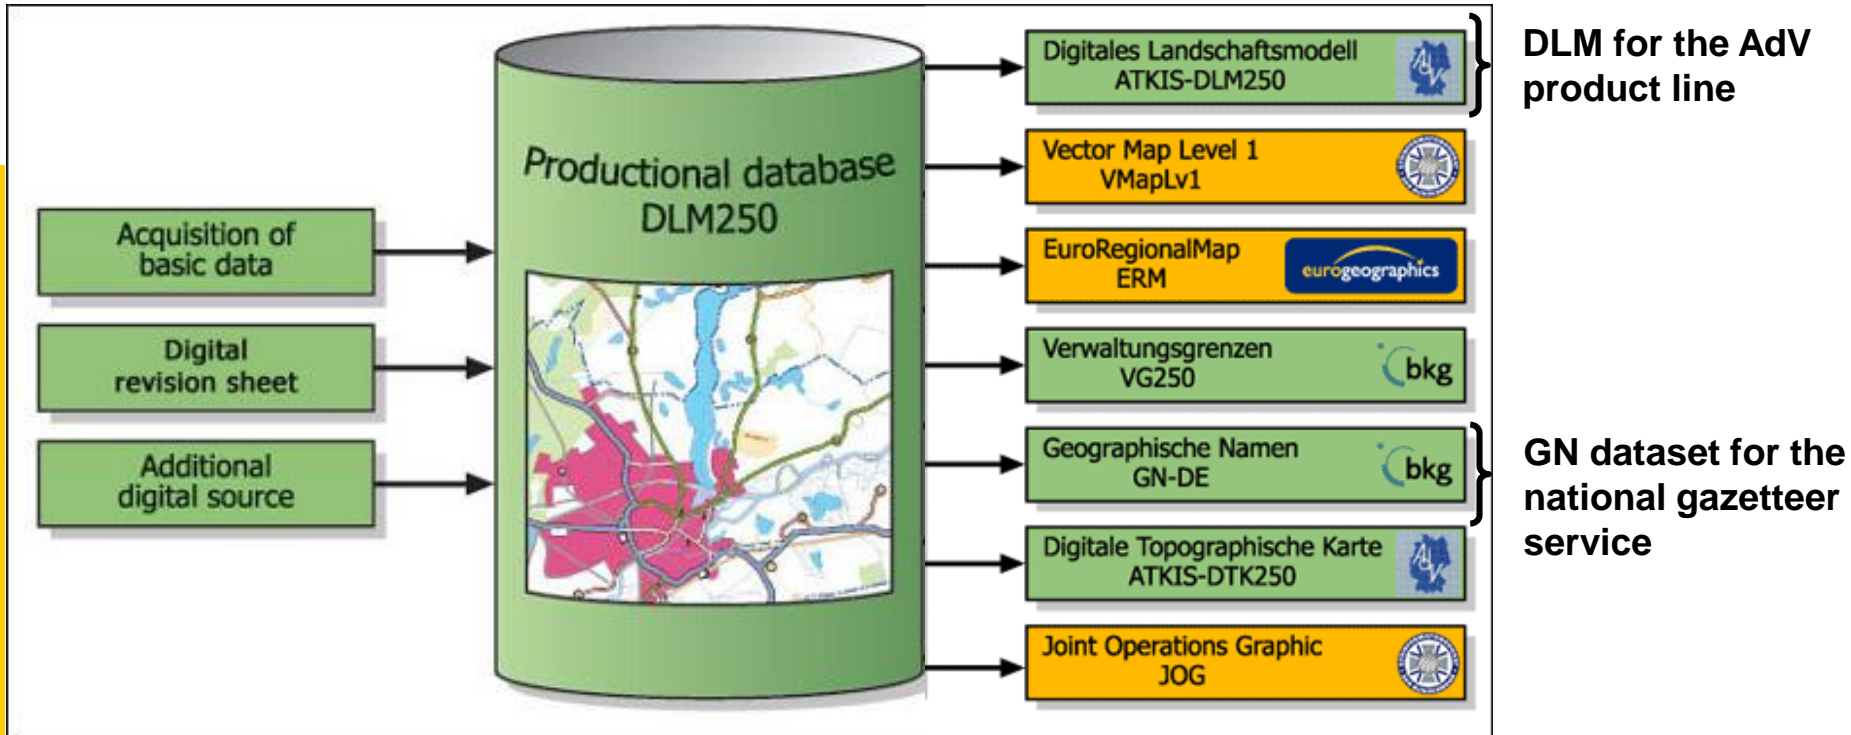 Acquisition of
basic data
Digital
revision sheet
Additional
digital source
Productional database
DLM250
Digitales Landschaftsmodell
ATKIS-DLM250
AdV
Vector Map Level 1
VMapLv1
EuroRegionalMap
ERM
eurogeographics
Verwaltungsgrenzen
VG250
bkg
Geographische Namen
GN-DE
bkg
Digitale Topographische Karte
ATKIS-DTK250
AdV
Joint Operations Graphic
JOG
DLM for the AdV
product line
GN dataset for the
national gazetteer
service